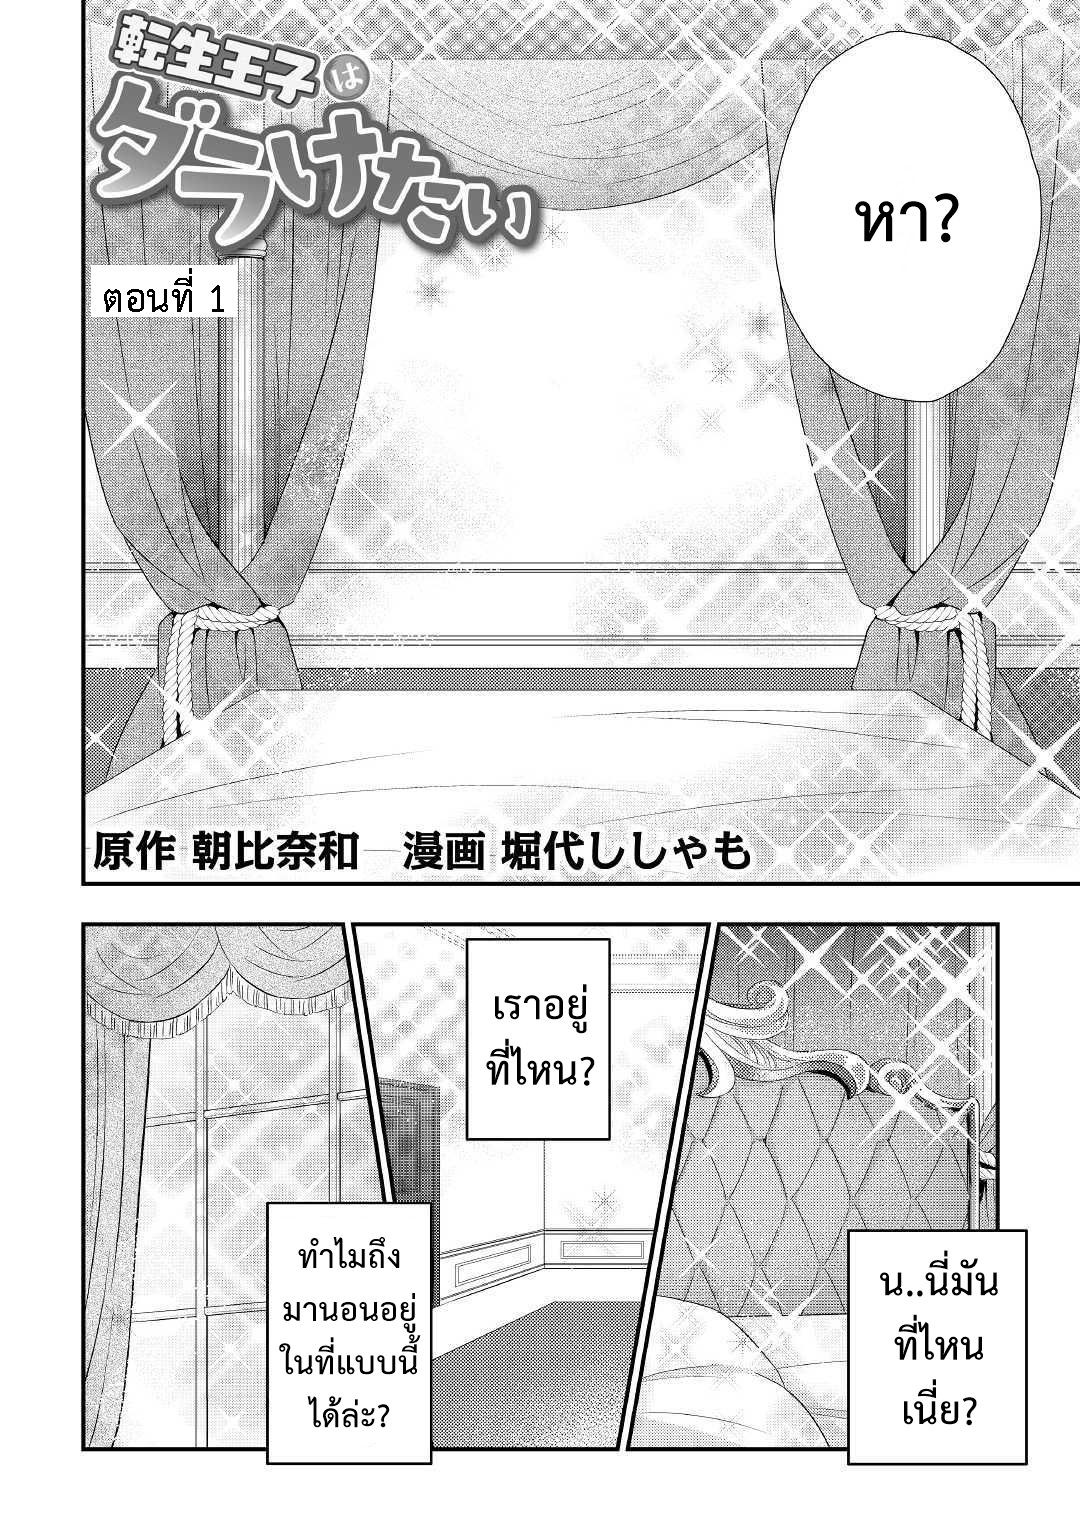 転生王子は
ダラけたい
ตอนที่ 1
หา?
原作 朝比奈和　漫画 堀代ししゃも
น..นี่มัน
ที่ไหน
เนี่ย?
เราอยู่
ที่ไหน?
ทำไมถึง
มานอนอยู่
ในที่แบบนี้
ได้ล่ะ?